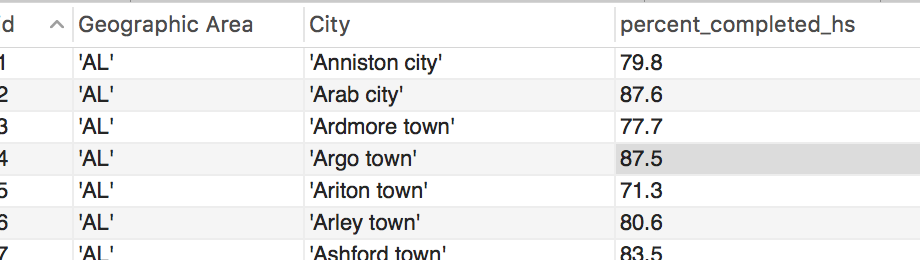 d Geographic Area City percent_completed_hs
1 'AL' 'Anniston city' 79.8
2 'AL' 'Arab city' 87.6
3 'AL' 'Ardmore town' 77.7
4 'AL' 'Argo town' 87.5
5 'AL' 'Ariton town' 71.3
6 'AL' 'Arley town' 80.6
7 'AL' 'Ashford town' 83.5